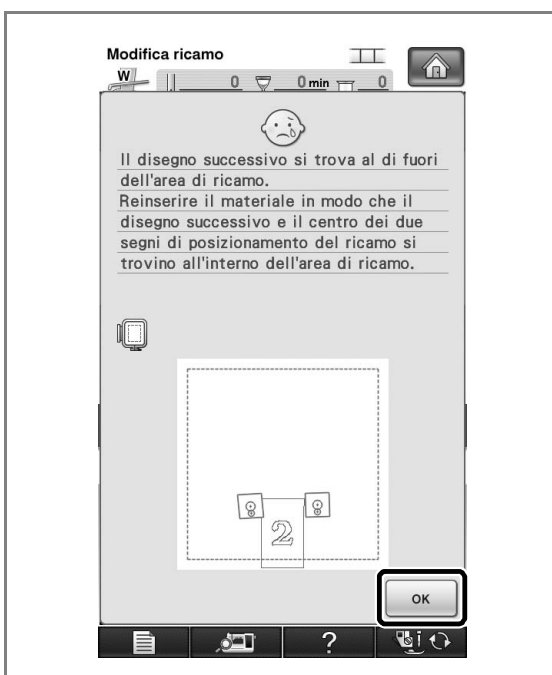 Modifica ricamo
W 0 0 min 0
Il disegno successivo si trova al di fuori
dell'area di ricamo.
Reinserire il materiale in modo che il
disegno successivo e il centro dei due
segni di posizionamento del ricamo si
trovino all'interno dell'area di ricamo.
2
OK
?